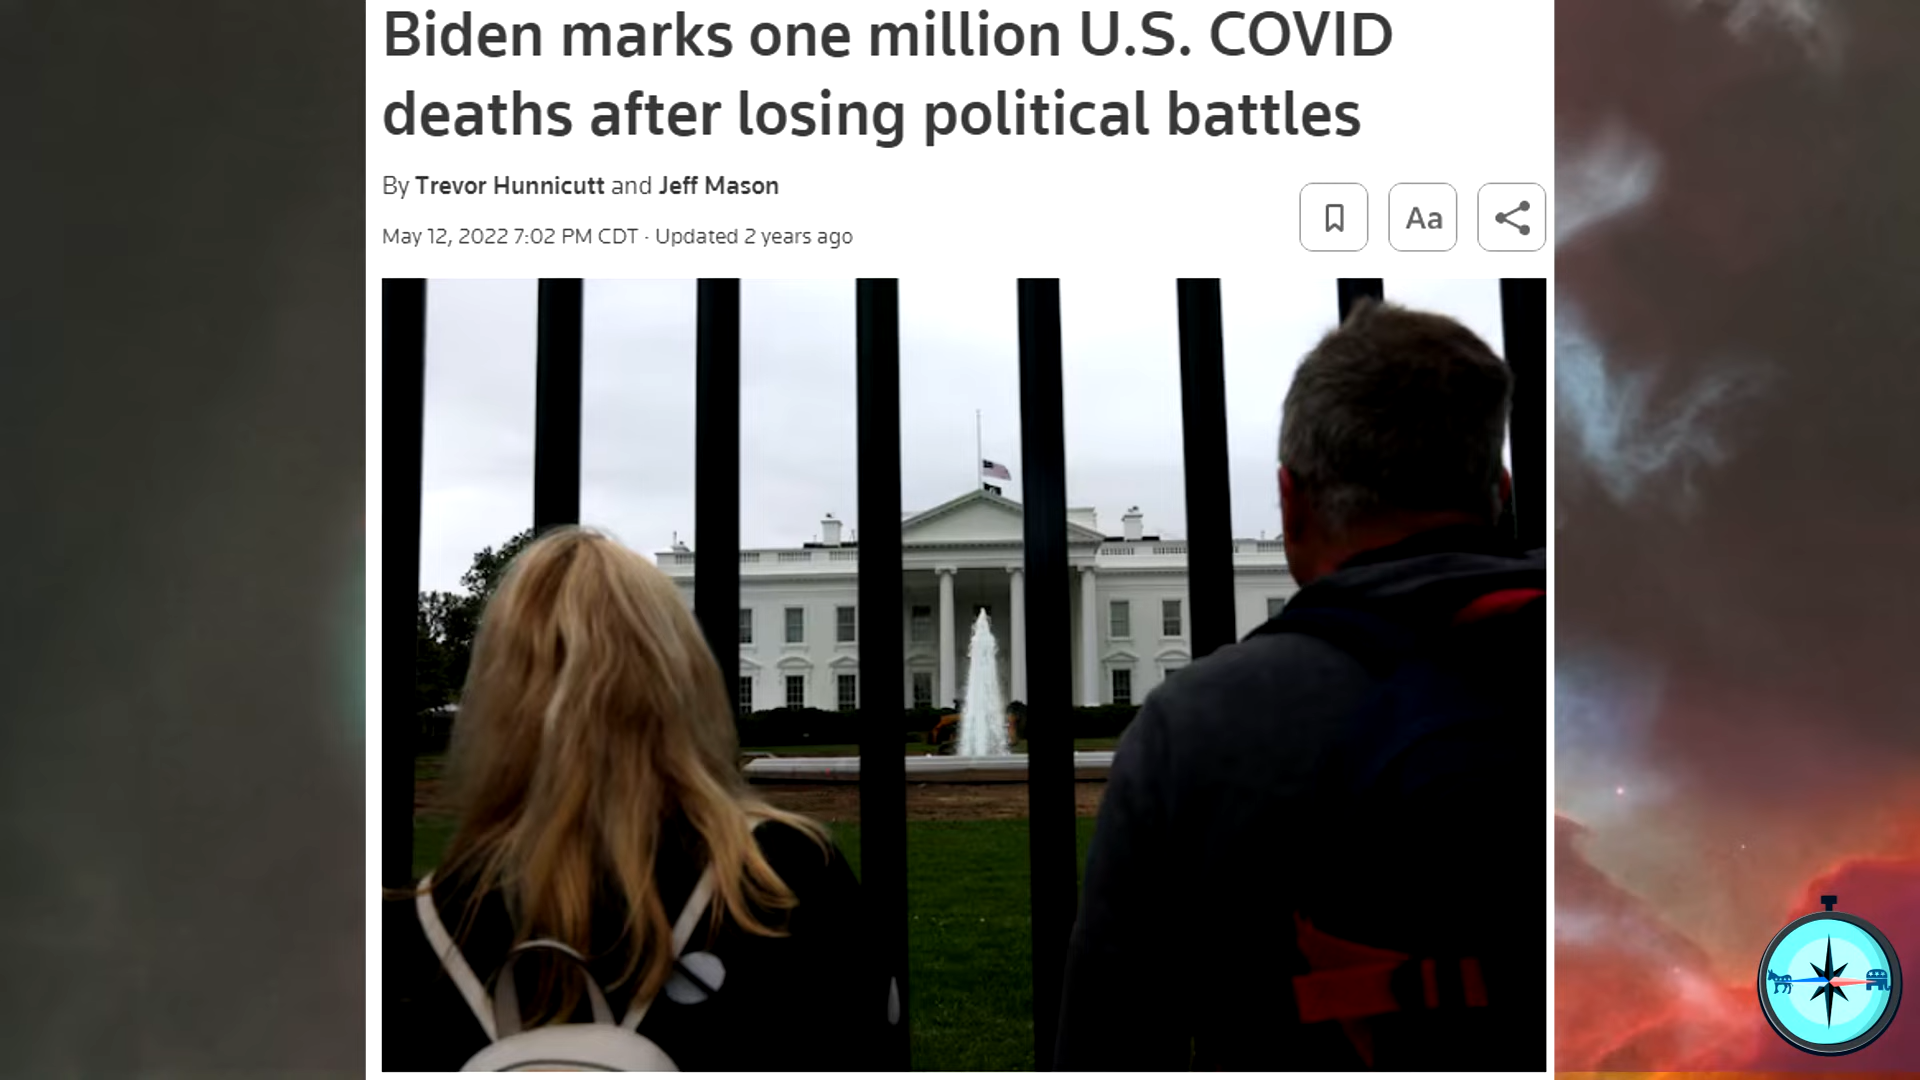 Biden marks one million U.S. COVID
deaths after losing political battles
By Trevor Hunnicutt and Jeff Mason
May 12, 2022 7:02 PM CDT · Updated 2 years ago
Aa